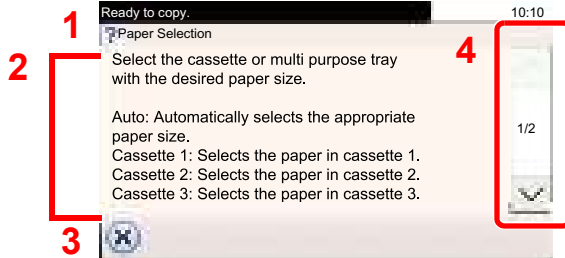 Ready to copy. 10:10
1 ?Paper Selection 4
2
Select the cassette or multi purpose tray
with the desired paper size.
Auto: Automatically selects the appropriate
paper size.
1/2
Cassette 1: Selects the paper in cassette 1.
Cassette 2: Selects the paper in cassette 2.
Cassette 3: Selects the paper in cassette 3.
3